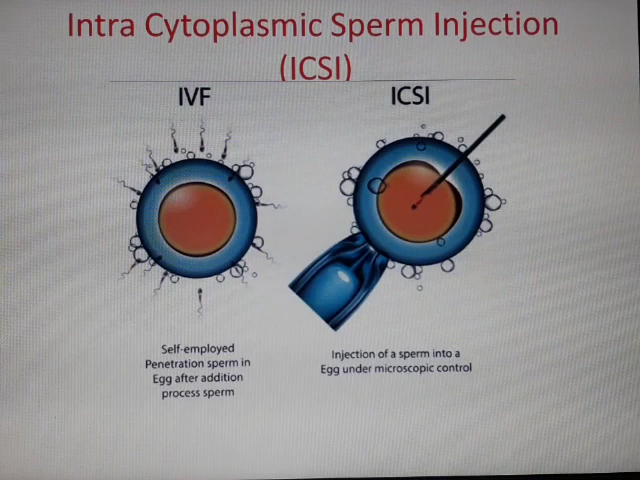 Intra Cytoplasmic Sperm Injection
(ICSI)
IVF
ICSI
Self-employed
Penetration sperm in
Egg after addition
process sperm
Injection of a sperm into a
Egg under microscopic control